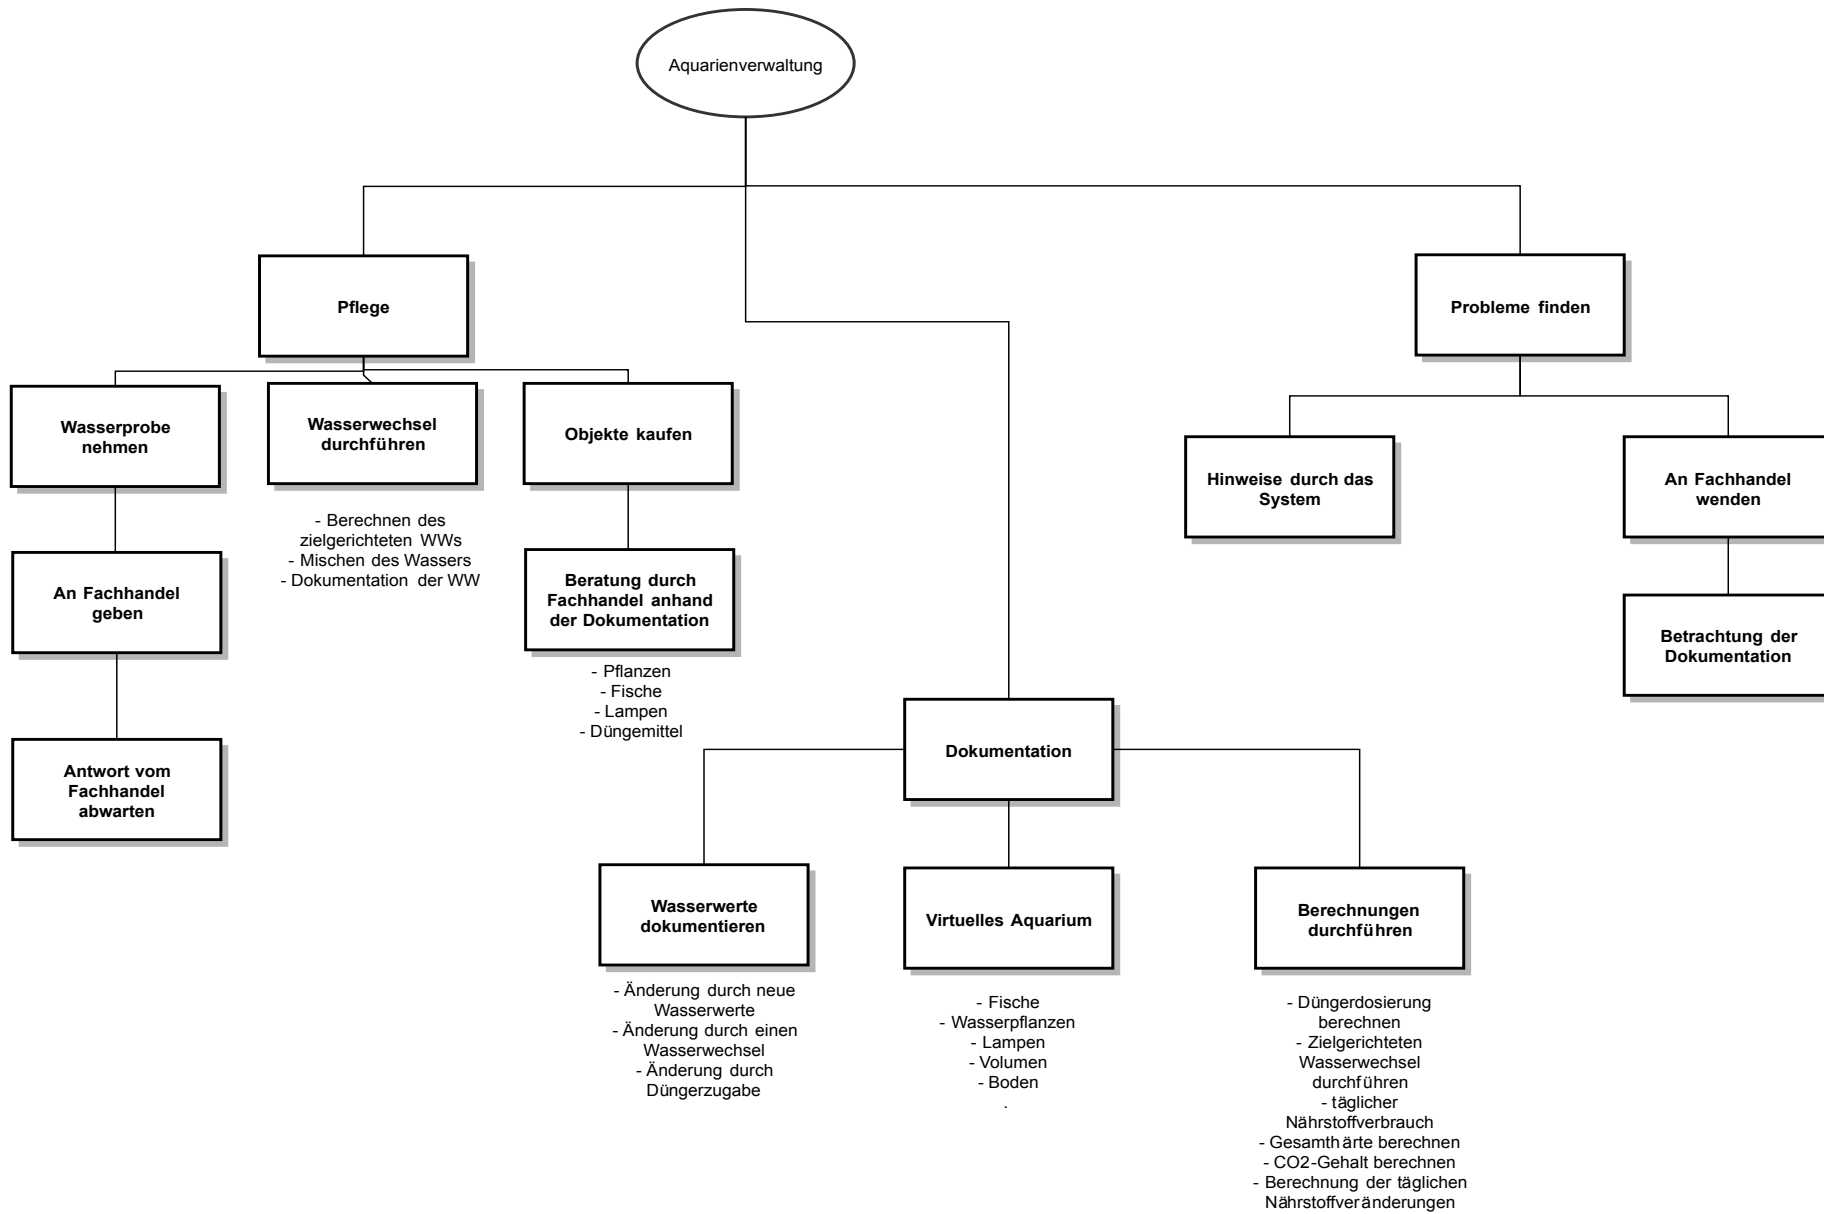 Aquarienverwaltung
Pflege
Probleme finden
Wasserprobe
nehmen
Wasserwechsel
durchführen
Objekte kaufen
Hinweise durch das
System
An Fachhandel
wenden
- Berechnen des
zielgerichteten WWs
- Mischen des Wassers
- Dokumentation der WW
An Fachhandel
geben
Beratung durch
Fachhandel anhand
der Dokumentation
Betrachtung der
Dokumentation
- Pflanzen
- Fische
- Lampen
- Düngemittel
Antwort vom
Fachhandel
abwarten
Dokumentation
Wasserwerte
dokumentieren
Virtuelles Aquarium
Berechnungen
durchführen
- Änderung durch neue
Wasserwerte
- Änderung durch einen
Wasserwechsel
- Änderung durch
Düngerzugabe
- Fische
- Wasserpflanzen
- Lampen
- Volumen
- Boden
.
- Düngerdosierung
berechnen
- Zielgerichteten
Wasserwechsel
durchführen
- täglicher
Nährstoffverbrauch
- Gesamthärte berechnen
- CO2-Gehalt berechnen
- Berechnung der täglichen
Nährstoffveränderungen